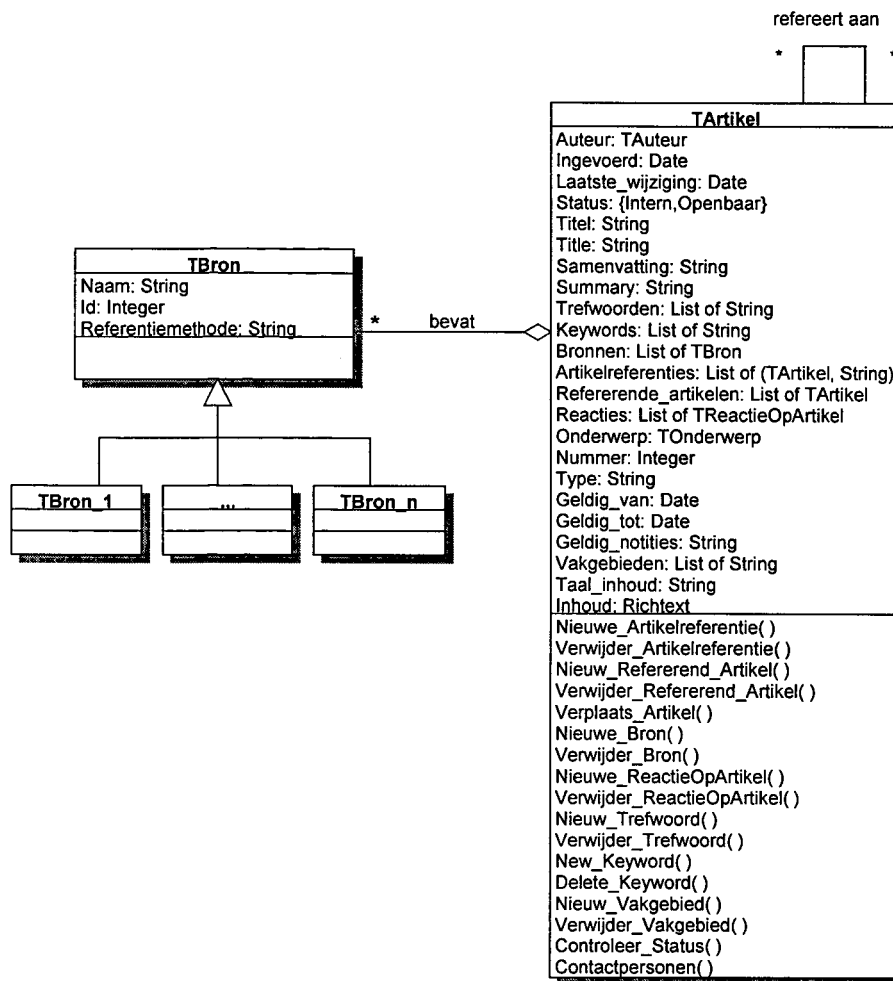 refereert aan
* *
TArtikel
Auteur: TAuteur
Ingevoerd: Date
Laatste_wijziging: Date
Status: {Intern,Openbaar}
Titel: String
Title: String
Samenvatting: String
Summary: String
Trefwoorden: List of String
Keywords: List of String
Bronnen: List of TBron
Artikelreferenties: List of (TArtikel, String)
Refererende_artikelen: List of TArtikel
Reacties: List of TReactieOpArtikel
Onderwerp: TOnderwerp
Nummer: Integer
Type: String
Geldig_van: Date
Geldig_tot: Date
Geldig_notities: String
Vakgebieden: List of String
Taal_inhoud: String
Inhoud: Richtext
Nieuwe_Artikelreferentie( )
Verwijder_Artikelreferentie( )
Nieuw_Refererend_Artikel( )
Verwijder_Refererend_Artikel( )
Verplaats_Artikel( )
Nieuwe_Bron( )
Verwijder_Bron( )
Nieuwe_ReactieOpArtikel( )
Verwijder_ReactieOpArtikel( )
Nieuw_Trefwoord( )
Verwijder_Trefwoord( )
New_Keyword( )
Delete_Keyword( )
Nieuw_Vakgebied( )
Verwijder_Vakgebied( )
Controleer_Status( )
Contactpersonen( )
TBron
Naam: String
Id: Integer
Referentiemethode: String
* bevat
TBron_1
...
TBron_n